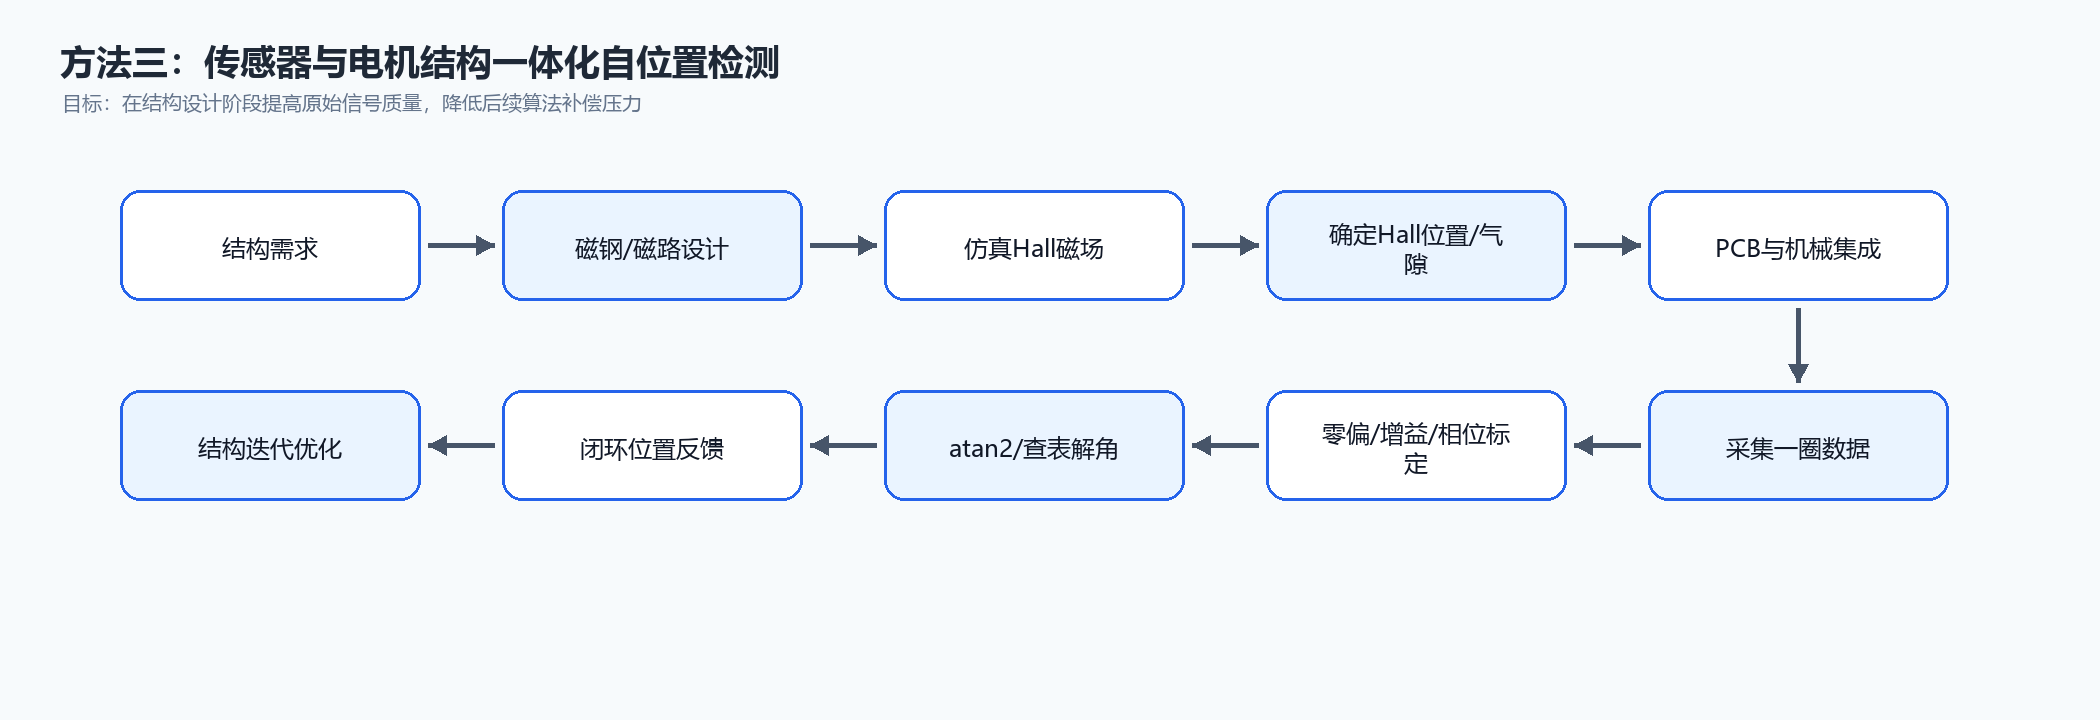 方法三：传感器与电机结构一体化自位置检测
目标：在结构设计阶段提高原始信号质量，降低后续算法补偿压力
结构需求
磁钢/磁路设计
仿真Hall磁场
确定Hall位置/气
隙
PCB与机械集成
采集一圈数据
零偏/增益/相位标
定
atan2/查表解角
闭环位置反馈
结构迭代优化